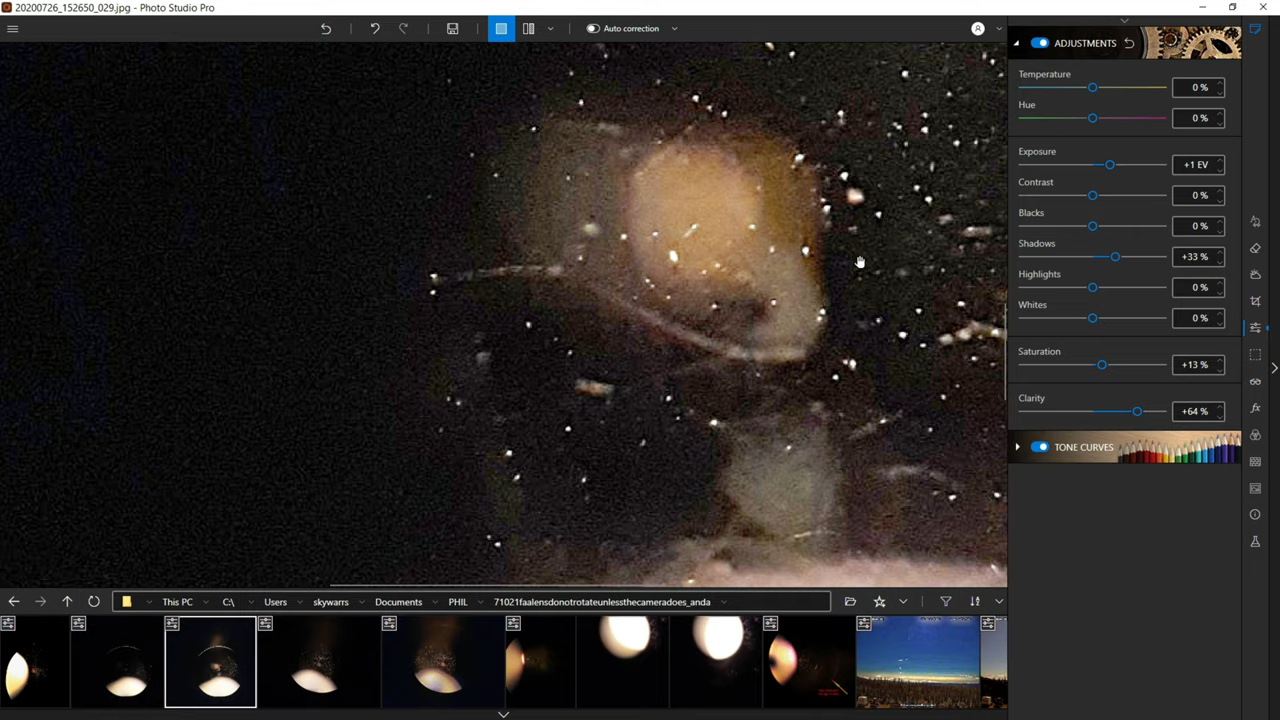 20200726_152650_029.jpg - Photo Studio Pro
Auto correction
ADJUSTMENTS
Temperature
0 %
Hue
0 %
Exposure
+1 EV
Contrast
0 %
Blacks
0 %
Shadows
+33 %
Highlights
0 %
Whites
0 %
Saturation
+13 %
Clarity
+64 %
TONE CURVES
This PC C:\ Users skywarrs Documents PHIL 71021faalensdonotrotateunlessthecameradoes_anda